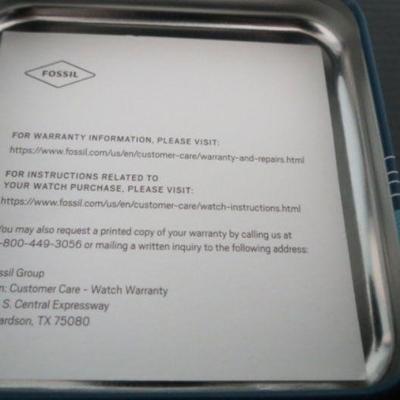 FOSSIL
FOR WARRANTY INFORMATION, PLEASE VISIT:
https://www.fossil.com/us/en/customer-care/warranty-and-repairs.html
FOR INSTRUCTIONS RELATED TO
YOUR WATCH PURCHASE, PLEASE VISIT:
https://www.fossil.com/us/en/customer-care/watch-instructions.html
You may also request a printed copy of your warranty by calling us at
-800-449-3056 or mailing a written inquiry to the following address:
ssil Group
n: Customer Care - Watch Warranty
S. Central Expressway
ardson, TX 75080